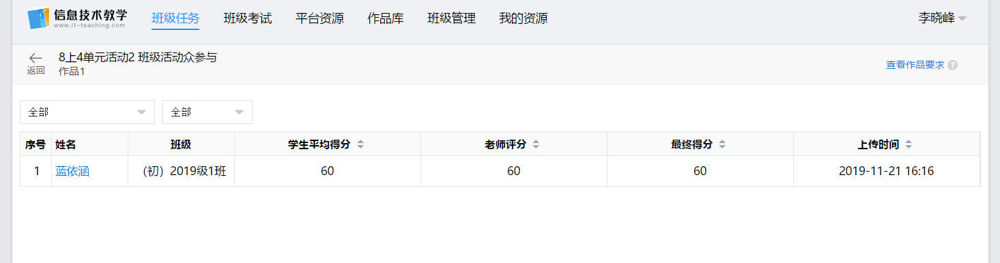 信息技术教学 班级任务 班级考试 平台资源 作品库 班级管理 我的资源 李晓峰
www.it-teaching.com
返回 8上4单元活动2 班级活动众参与
作品1 查看作品要求 ?
全部 全部
序号 姓名 班级 学生平均得分 老师评分 最终得分 上传时间
1 蓝依涵 （初）2019级1班 60 60 60 2019-11-21 16:16